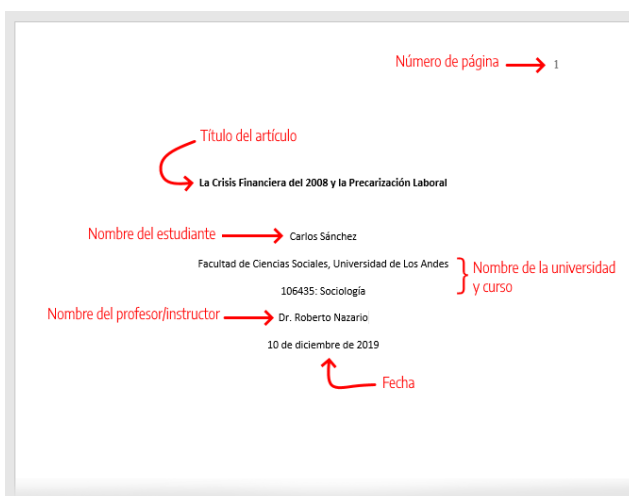 Número de página
1
Título del artículo
La Crisis Financiera del 2008 y la Precarización Laboral
Nombre del estudiante
Carlos Sánchez
Facultad de Ciencias Sociales, Universidad de Los Andes
Nombre de la universidad
y curso
106435: Sociología
Nombre del profesor/instructor
Dr. Roberto Nazario
10 de diciembre de 2019
Fecha